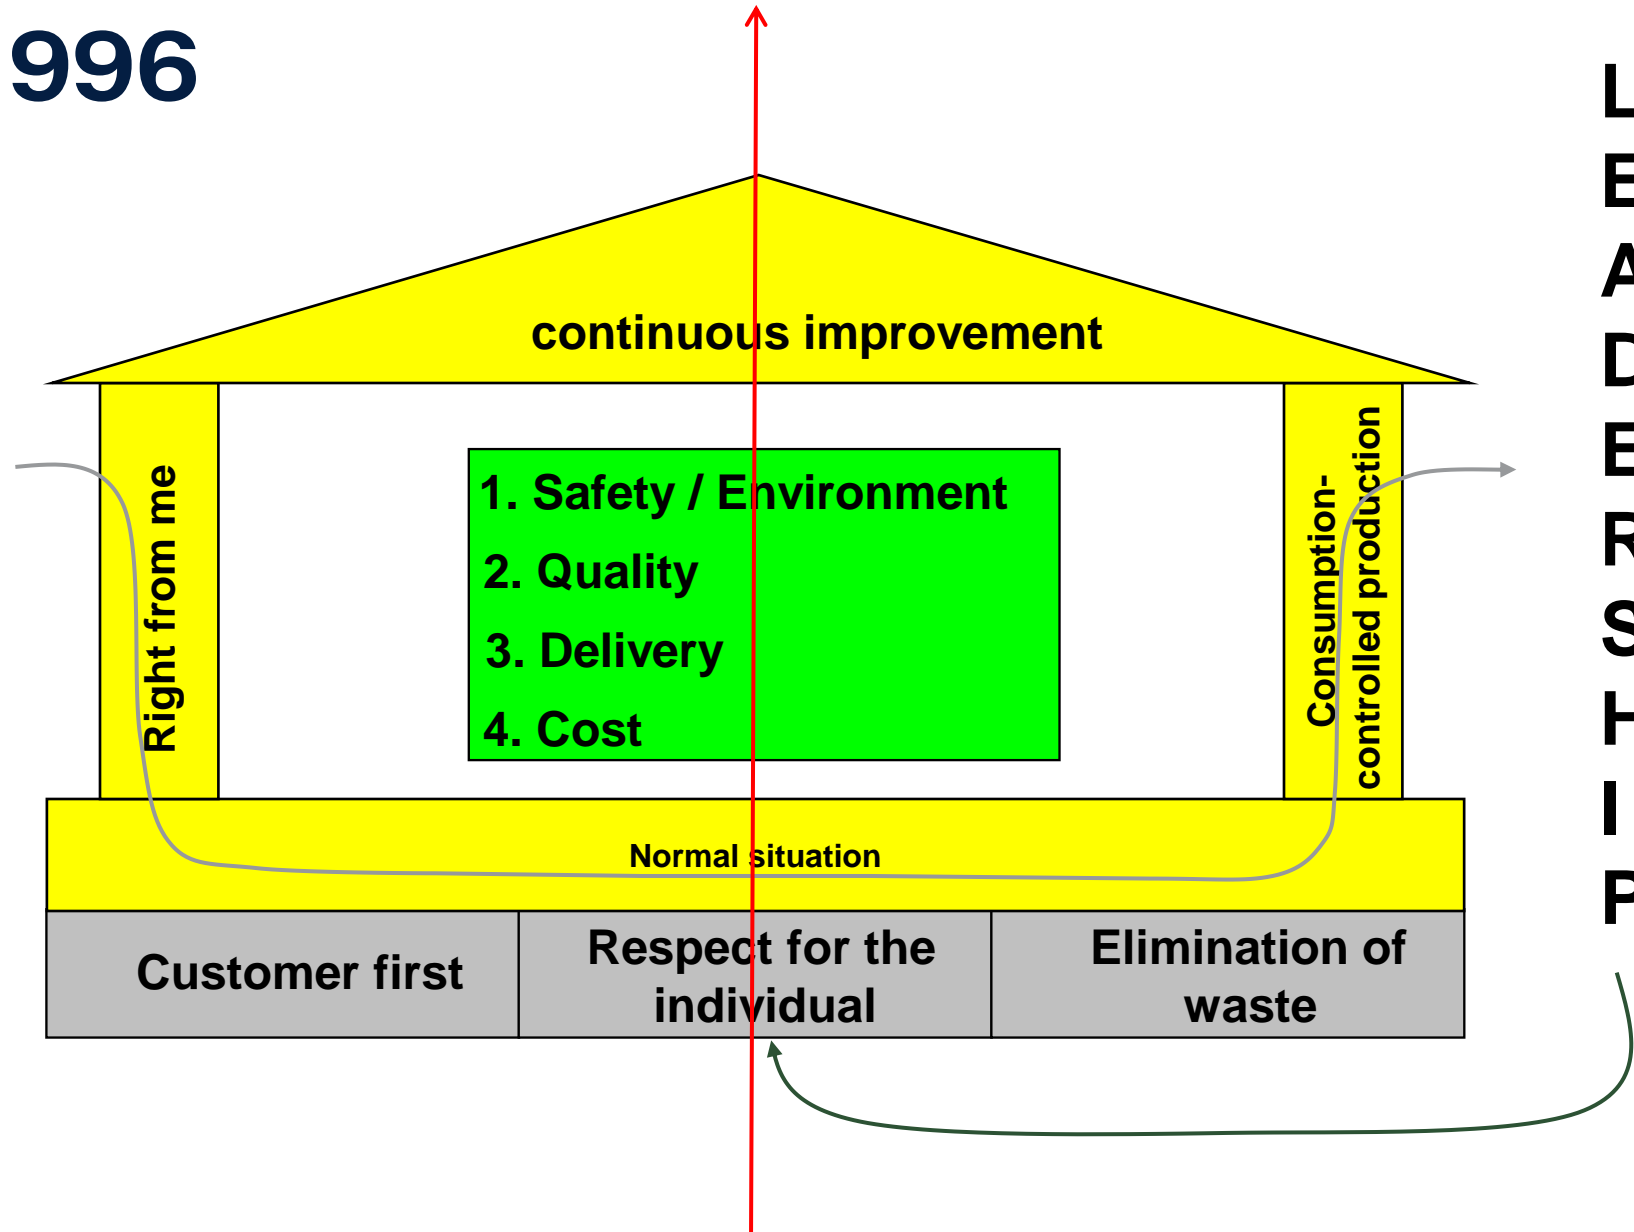 996
continuous improvement
Right from me
1. Safety / Environment
2. Quality
3. Delivery
4. Cost
Consumption-
controlled production
Normal situation
Customer first
Respect for the
individual
Elimination of
waste
L
E
A
D
E
R
S
H
I
P